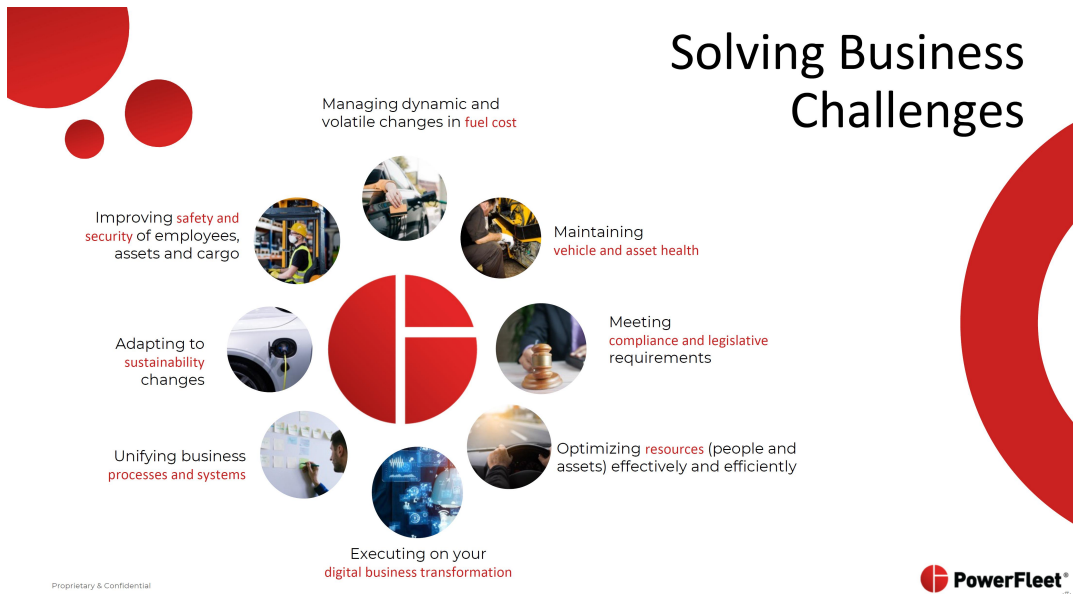 Solving Business
Challenges
Managing dynamic and
volatile changes in fuel cost
Improving safety and
security of employees,
assets and cargo
Maintaining
vehicle and asset health
Adapting to
sustainability
changes
Meeting
compliance and legislative
requirements
Unifying business
processes and systems
Optimizing resources (people and
assets) effectively and efficiently
Executing on your
digital business transformation
Proprietary & Confidential
PowerFleet®